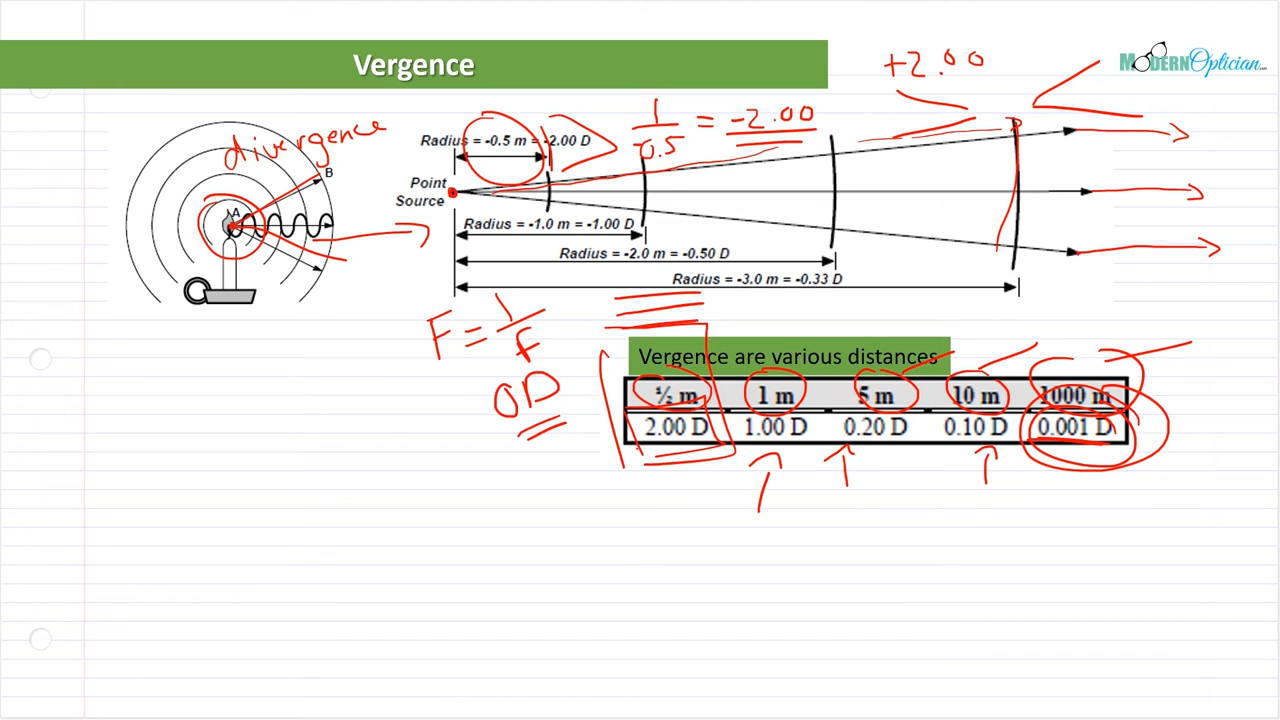 Vergence
MODERNOptician.com
+2.00
divergence
Radius = -0.5 m = -2.00 D
1
-0.5
= -2.00
A
B
Point
Source
Radius = -1.0 m = -1.00 D
Radius = -2.0 m = -0.50 D
Radius = -3.0 m = -0.33 D
F = 1
F
0D
Vergence are various distances
½ m 1 m 5 m 10 m 1000 m
2.00 D 1.00 D 0.20 D 0.10 D 0.001 D